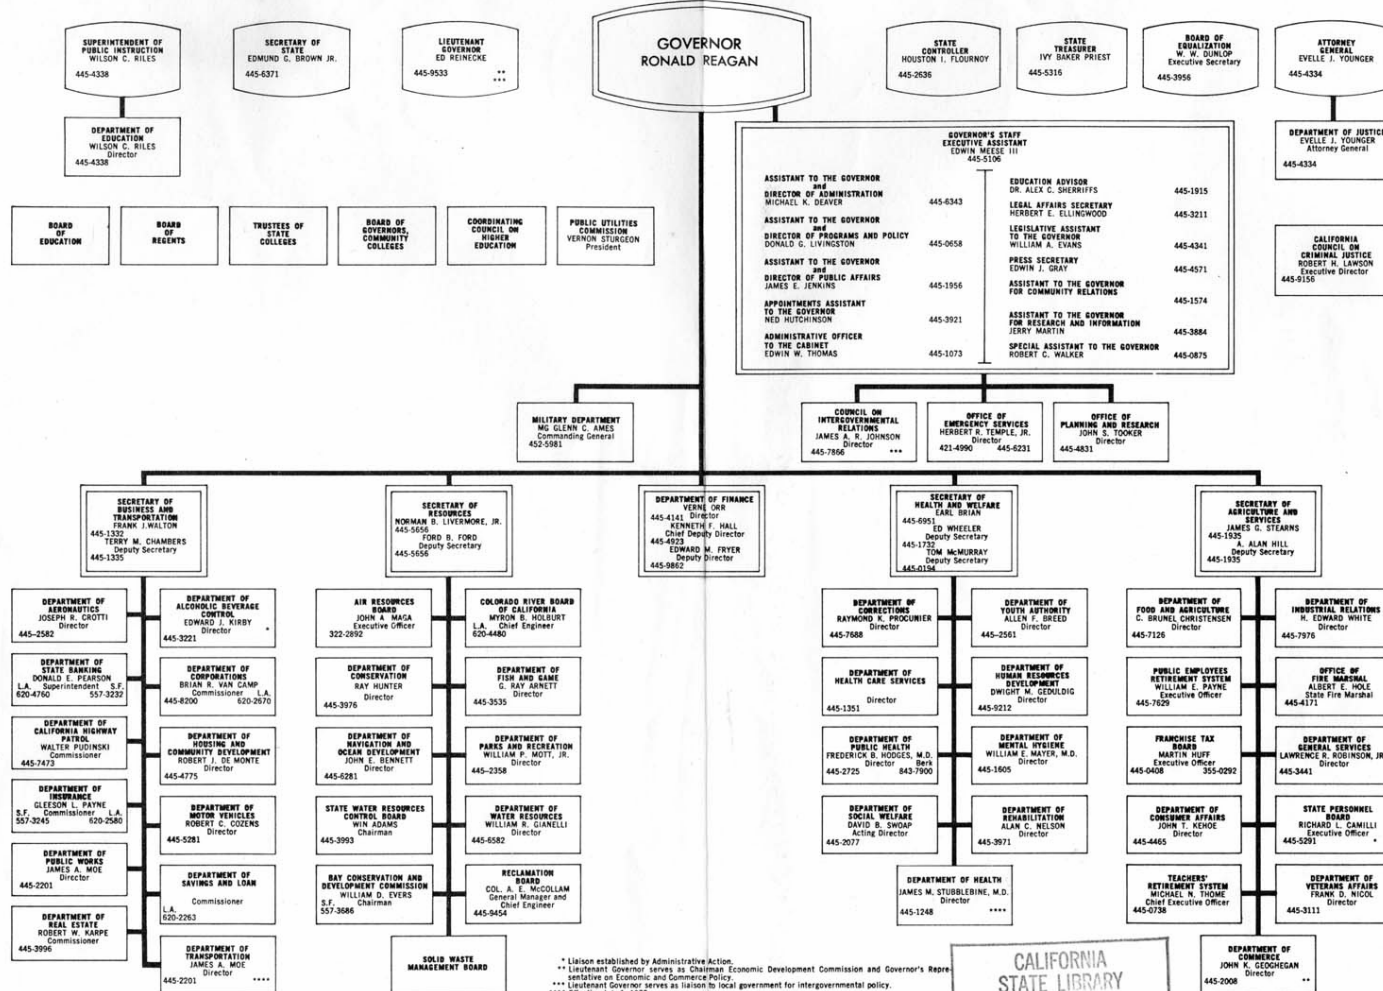 SUPERINTENDENT OF
PUBLIC INSTRUCTION
WILSON C. RILES
445-4338
SECRETARY OF
STATE
EDMUND G. BROWN JR.
445-6371
LIEUTENANT
GOVERNOR
ED REINECKE
445-9533 **
***
GOVERNOR
RONALD REAGAN
STATE
CONTROLLER
HOUSTON I. FLOURNOY
445-2636
STATE
TREASURER
IVY BAKER PRIEST
445-5316
BOARD OF
EQUALIZATION
W. W. DUNLOP
Executive Secretary
445-3956
ATTORNEY
GENERAL
EVELLE J. YOUNGER
445-4334
DEPARTMENT OF
EDUCATION
WILSON C. RILES
Director
445-4338
DEPARTMENT OF JUSTICE
EVELLE J. YOUNGER
Attorney General
445-4334
BOARD
OF
EDUCATION
BOARD
OF
REGENTS
TRUSTEES OF
STATE
COLLEGES
BOARD OF
GOVERNORS,
COMMUNITY
COLLEGES
COORDINATING
COUNCIL ON
HIGHER
EDUCATION
PUBLIC UTILITIES
COMMISSION
VERNON STURGEON
President
CALIFORNIA
COUNCIL ON
CRIMINAL JUSTICE
ROBERT H. LAWSON
Executive Director
445-9156
GOVERNOR'S STAFF
EXECUTIVE ASSISTANT
EDWIN MEESE III
445-5106
ASSISTANT TO THE GOVERNOR
and
DIRECTOR OF ADMINISTRATION
MICHAEL K. DEAVER 445-6343
ASSISTANT TO THE GOVERNOR
and
DIRECTOR OF PROGRAMS AND POLICY
DONALD G. LIVINGSTON 445-0658
ASSISTANT TO THE GOVERNOR
and
DIRECTOR OF PUBLIC AFFAIRS
JAMES E. JENKINS 445-1956
APPOINTMENTS ASSISTANT
TO THE GOVERNOR
NED HUTCHINSON 445-3921
ADMINISTRATIVE OFFICER
TO THE CABINET
EDWIN W. THOMAS 445-1073
EDUCATION ADVISOR
DR. ALEX C. SHERRIFFS 445-1915
LEGAL AFFAIRS SECRETARY
HERBERT E. ELLINGWOOD 445-3211
LEGISLATIVE ASSISTANT
TO THE GOVERNOR
WILLIAM A. EVANS 445-4341
PRESS SECRETARY
EDWIN J. GRAY 445-4571
ASSISTANT TO THE GOVERNOR
FOR COMMUNITY RELATIONS
445-1574
ASSISTANT TO THE GOVERNOR
FOR RESEARCH AND INFORMATION
JERRY MARTIN 445-3884
SPECIAL ASSISTANT TO THE GOVERNOR
ROBERT C. WALKER 445-0875
MILITARY DEPARTMENT
MG GLENN C. AMES
Commanding General
452-5981
COUNCIL ON
INTERGOVERNMENTAL
RELATIONS
JAMES A. R. JOHNSON
Director
445-7866 ***
OFFICE OF
EMERGENCY SERVICES
HERBERT R. TEMPLE, JR.
Director
421-4990 445-6231
OFFICE OF
PLANNING AND RESEARCH
JOHN S. TOOKER
Director
445-4831
SECRETARY OF
BUSINESS AND
TRANSPORTATION
FRANK J. WALTON
445-1332
TERRY M. CHAMBERS
Deputy Secretary
445-1335
SECRETARY OF
RESOURCES
NORMAN B. LIVERMORE, JR.
445-5656
FORD B. FORD
Deputy Secretary
445-5656
DEPARTMENT OF FINANCE
VERNE ORR
Director
445-4141
KENNETH F. HALL
Chief Deputy Director
445-4923
EDWARD M. FRYER
Deputy Director
445-9862
SECRETARY OF
HEALTH AND WELFARE
EARL BRIAN
445-6951
ED WHEELER
Deputy Secretary
445-1732
TOM McMURRAY
Deputy Secretary
445-0194
SECRETARY OF
AGRICULTURE AND
SERVICES
JAMES G. STEARNS
445-1935
A. ALAN HILL
Deputy Secretary
445-1935
DEPARTMENT OF
AERONAUTICS
JOSEPH R. CROTTI
Director
445-2582
DEPARTMENT OF
ALCOHOLIC BEVERAGE
CONTROL
EDWARD J. KIRBY
Director *
445-3221
DEPARTMENT OF
STATE BANKING
DONALD E. PEARSON
L.A. Superintendent S.F.
620-4760 557-3232
DEPARTMENT OF
CORPORATIONS
BRIAN R. VAN CAMP
Commissioner L.A.
445-8200 620-2670
DEPARTMENT OF
CALIFORNIA HIGHWAY
PATROL
WALTER PUDINSKI
Commissioner
445-7473
DEPARTMENT OF
HOUSING AND
COMMUNITY DEVELOPMENT
ROBERT J. DE MONTE
Director
445-4775
DEPARTMENT OF
INSURANCE
GLEESON L. PAYNE
S.F. Commissioner L.A.
557-3245 620-2580
DEPARTMENT OF
MOTOR VEHICLES
ROBERT C. COZENS
Director
445-5281
DEPARTMENT OF
PUBLIC WORKS
JAMES A. MOE
Director
445-2201
DEPARTMENT OF
SAVINGS AND LOAN
Commissioner
L.A.
620-2263
DEPARTMENT OF
REAL ESTATE
ROBERT W. KARPE
Commissioner
445-3996
DEPARTMENT OF
TRANSPORTATION
JAMES A. MOE
Director
445-2201 ****
AIR RESOURCES
BOARD
JOHN A. MAGA
Executive Officer
322-2892
COLORADO RIVER BOARD
OF CALIFORNIA
MYRON B. HOLBURT
L.A. Chief Engineer
620-4480
DEPARTMENT OF
CONSERVATION
RAY HUNTER
Director
445-3976
DEPARTMENT OF
FISH AND GAME
G. RAY ARNETT
Director
445-3535
DEPARTMENT OF
NAVIGATION AND
OCEAN DEVELOPMENT
JOHN E. BENNETT
Director
445-6281
DEPARTMENT OF
PARKS AND RECREATION
WILLIAM P. MOTT, JR.
Director
445-2358
STATE WATER RESOURCES
CONTROL BOARD
WIN ADAMS
Chairman
445-3993
DEPARTMENT OF
WATER RESOURCES
WILLIAM R. GIANELLI
Director
445-6582
BAY CONSERVATION AND
DEVELOPMENT COMMISSION
WILLIAM D. EVERS
S.F. Chairman
557-3686
RECLAMATION
BOARD
COL. A. E. McCOLLAM
General Manager and
Chief Engineer
445-9454
SOLID WASTE
MANAGEMENT BOARD
DEPARTMENT OF
CORRECTIONS
RAYMOND K. PROCUNIER
Director
445-7688
DEPARTMENT OF
YOUTH AUTHORITY
ALLEN F. BREED
Director
445-2561
DEPARTMENT OF
HEALTH CARE SERVICES
Director
445-1351
DEPARTMENT OF
HUMAN RESOURCES
DEVELOPMENT
DWIGHT M. GEDULDIG
Director
445-9212
DEPARTMENT OF
PUBLIC HEALTH
FREDERICK B. HODGES, M.D.
Director Berk
445-2725 843-7900
DEPARTMENT OF
MENTAL HYGIENE
WILLIAM E. MAYER, M.D.
Director
445-1605
DEPARTMENT OF
SOCIAL WELFARE
DAVID B. SWOAP
Acting Director
445-2077
DEPARTMENT OF
REHABILITATION
ALAN C. NELSON
Director
445-3971
DEPARTMENT OF HEALTH
JAMES M. STUBBLEBINE, M.D.
Director
445-1248 ****
DEPARTMENT OF
FOOD AND AGRICULTURE
C. BRUNEL CHRISTENSEN
Director
445-7126
DEPARTMENT OF
INDUSTRIAL RELATIONS
H. EDWARD WHITE
Director
445-7976
PUBLIC EMPLOYEES
RETIREMENT SYSTEM
WILLIAM E. PAYNE
Executive Officer
445-7629
OFFICE OF
FIRE MARSHAL
ALBERT E. HOLE
State Fire Marshal
445-4171
FRANCHISE TAX
BOARD
MARTIN HUFF
Executive Officer
445-0408 355-0292
DEPARTMENT OF
GENERAL SERVICES
LAWRENCE R. ROBINSON, JR
Director
445-3441
DEPARTMENT OF
CONSUMER AFFAIRS
JOHN T. KEHOE
Director
445-4465
STATE PERSONNEL
BOARD
RICHARD L. CAMILLI
Executive Officer
445-5291 *
TEACHERS'
RETIREMENT SYSTEM
MICHAEL N. THOME
Chief Executive Officer
445-0738
DEPARTMENT OF
VETERANS AFFAIRS
FRANK D. NICOL
Director
445-3111
DEPARTMENT OF
COMMERCE
JOHN K. GEOGHEGAN
Director
445-2008 **
* Liaison established by Administrative Action.
** Lieutenant Governor serves as Chairman Economic Development Commission and Governor's Repre-
sentative on Economic and Commerce Policy.
*** Lieutenant Governor serves as liaison to local government for intergovernmental policy.
CALIFORNIA
STATE LIBRARY